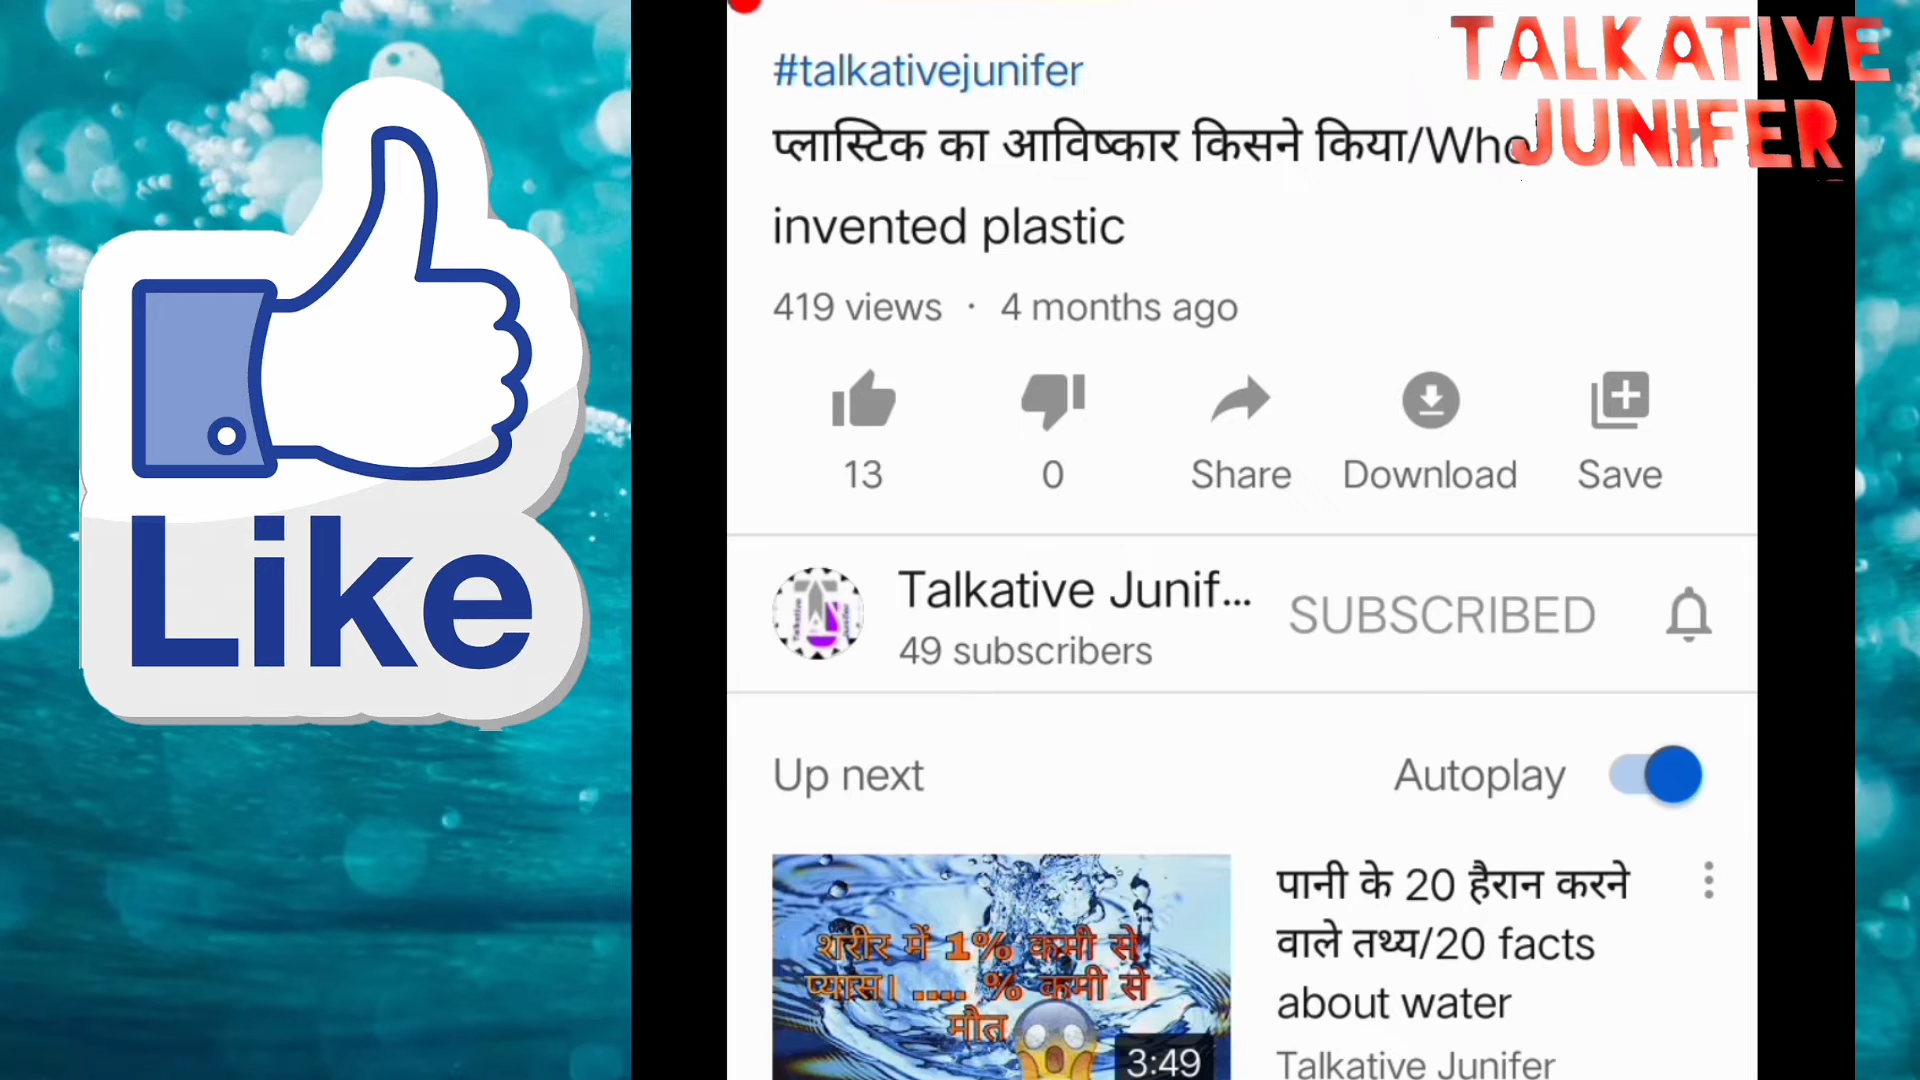 TALKATIVE
JUNIFER
#talkativejunifer
प्लास्टिक का आविष्कार किसने किया/Who
invented plastic
419 views · 4 months ago
13
0
Share
Download
Save
Like
Talkative Junif...
SUBSCRIBED
49 subscribers
Up next
Autoplay
शरीर में 1% कमी से
प्यास। .... % कमी से
मौत
3:49
पानी के 20 हैरान करने
वाले तथ्य/20 facts
about water
Talkative Junifer